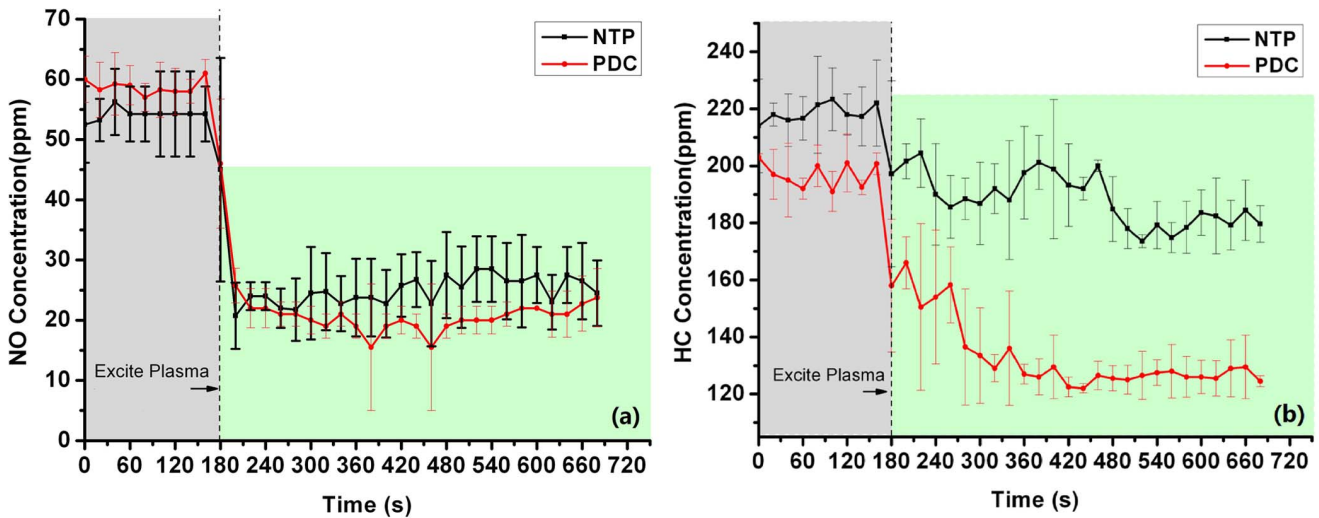 NO Concentration(ppm)
70
60
50
40
30
20
10
0
NTP
PDC
Excite Plasma
(a)
0 60 120 180 240 300 360 420 480 540 600 660 720
Time (s)
HC Concentration(ppm)
240
220
200
180
160
140
120
NTP
PDC
Excite Plasma
(b)
0 60 120 180 240 300 360 420 480 540 600 660 720
Time (s)